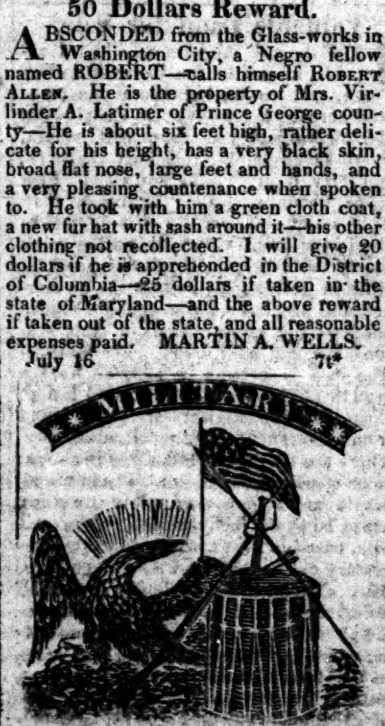 50 Dollars Reward.
ABSCONDED from the Glass-works in
Washington City, a Negro fellow
named ROBERT—calls himself ROBERT
ALLEN. He is the property of Mrs. Vir-
linder A. Latimer of Prince George coun-
ty—He is about six feet high, rather deli-
cate for his height, has a very black skin,
broad flat nose, large feet and hands, and
a very pleasing countenance when spoken
to. He took with him a green cloth coat,
a new fur hat with sash around it—his other
clothing not recollected. I will give 20
dollars if he is apprehended in the District
of Columbia—25 dollars if taken in the
state of Maryland—and the above reward
if taken out of the state, and all reasonable
expenses paid. MARTIN A. WELLS.
July 16 7t*
MILITARY